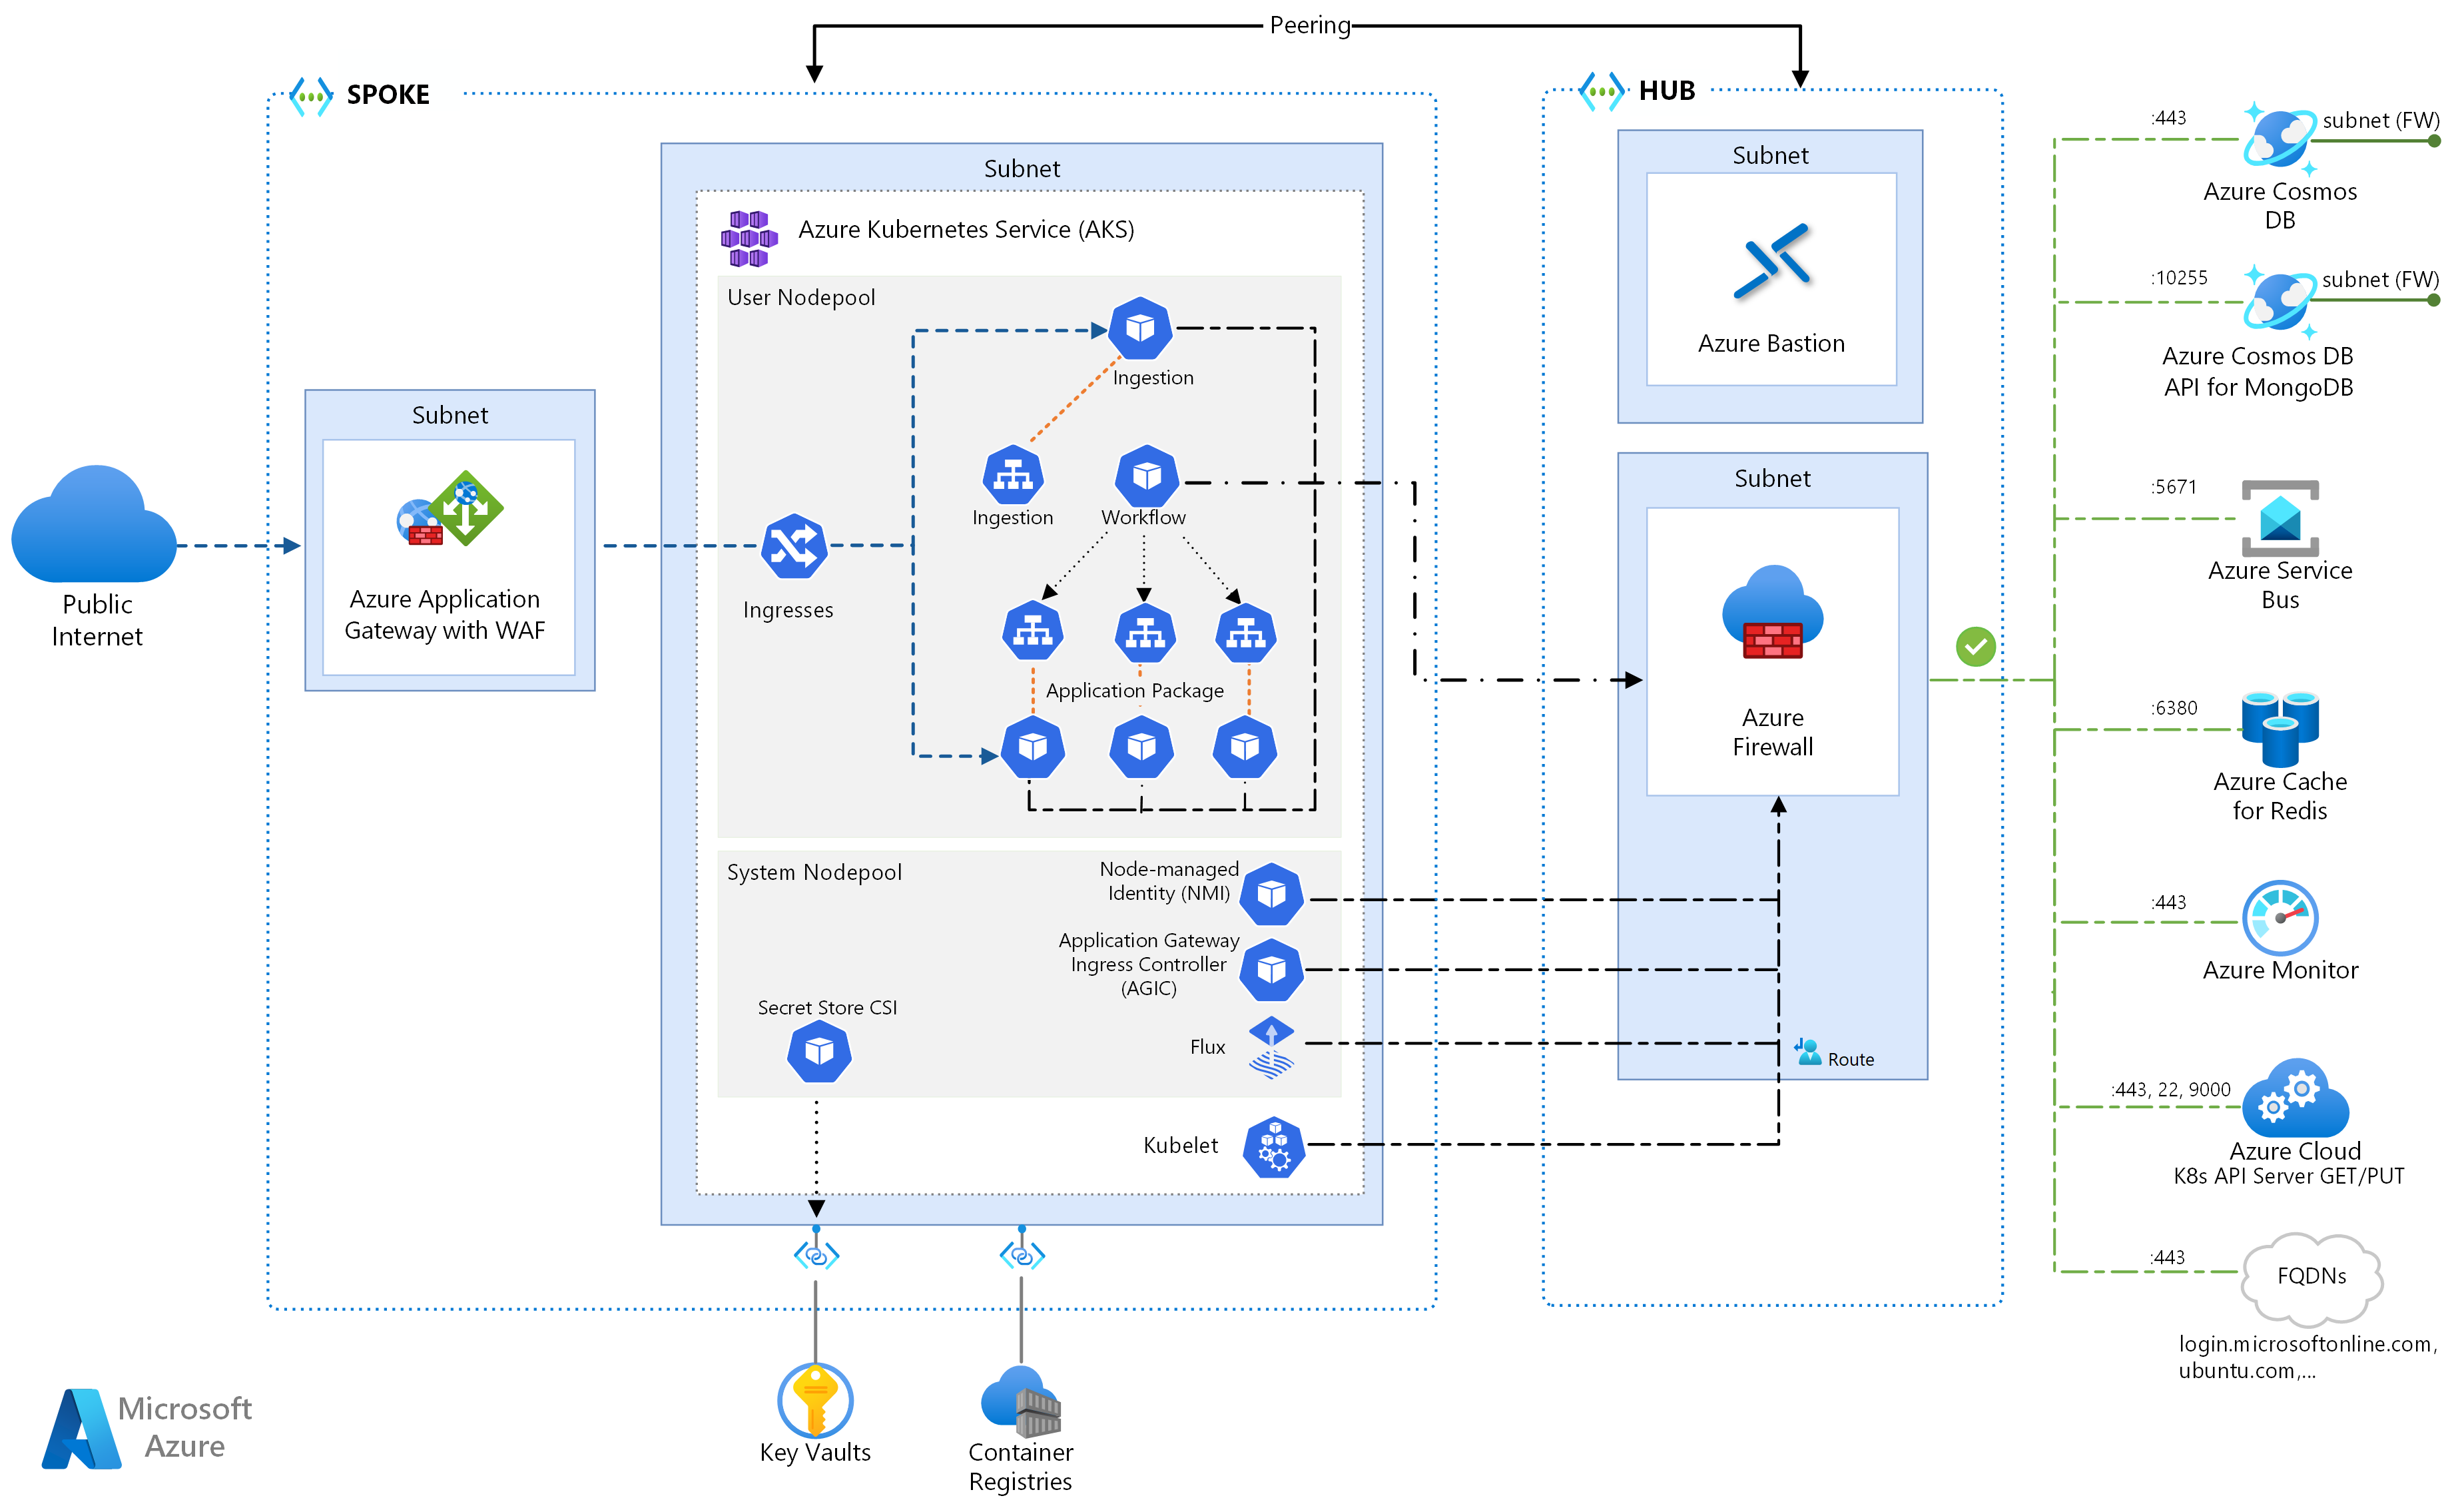 Peering
SPOKE
HUB
Subnet
Azure Kubernetes Service (AKS)
User Nodepool
Ingestion
Ingestion
Workflow
Ingresses
Application Package
System Nodepool
Node-managed
Identity (NMI)
Application Gateway
Ingress Controller
(AGIC)
Secret Store CSI
Flux
Kubelet
Subnet
Azure Application
Gateway with WAF
Public
Internet
Subnet
Azure Bastion
Subnet
Azure
Firewall
Route
:443
subnet (FW)
Azure Cosmos
DB
:10255
subnet (FW)
Azure Cosmos DB
API for MongoDB
:5671
Azure Service
Bus
:6380
Azure Cache
for Redis
:443
Azure Monitor
:443, 22, 9000
Azure Cloud
K8s API Server GET/PUT
:443
FQDNs
login.microsoftonline.com,
ubuntu.com,...
Microsoft
Azure
Key Vaults
Container
Registries